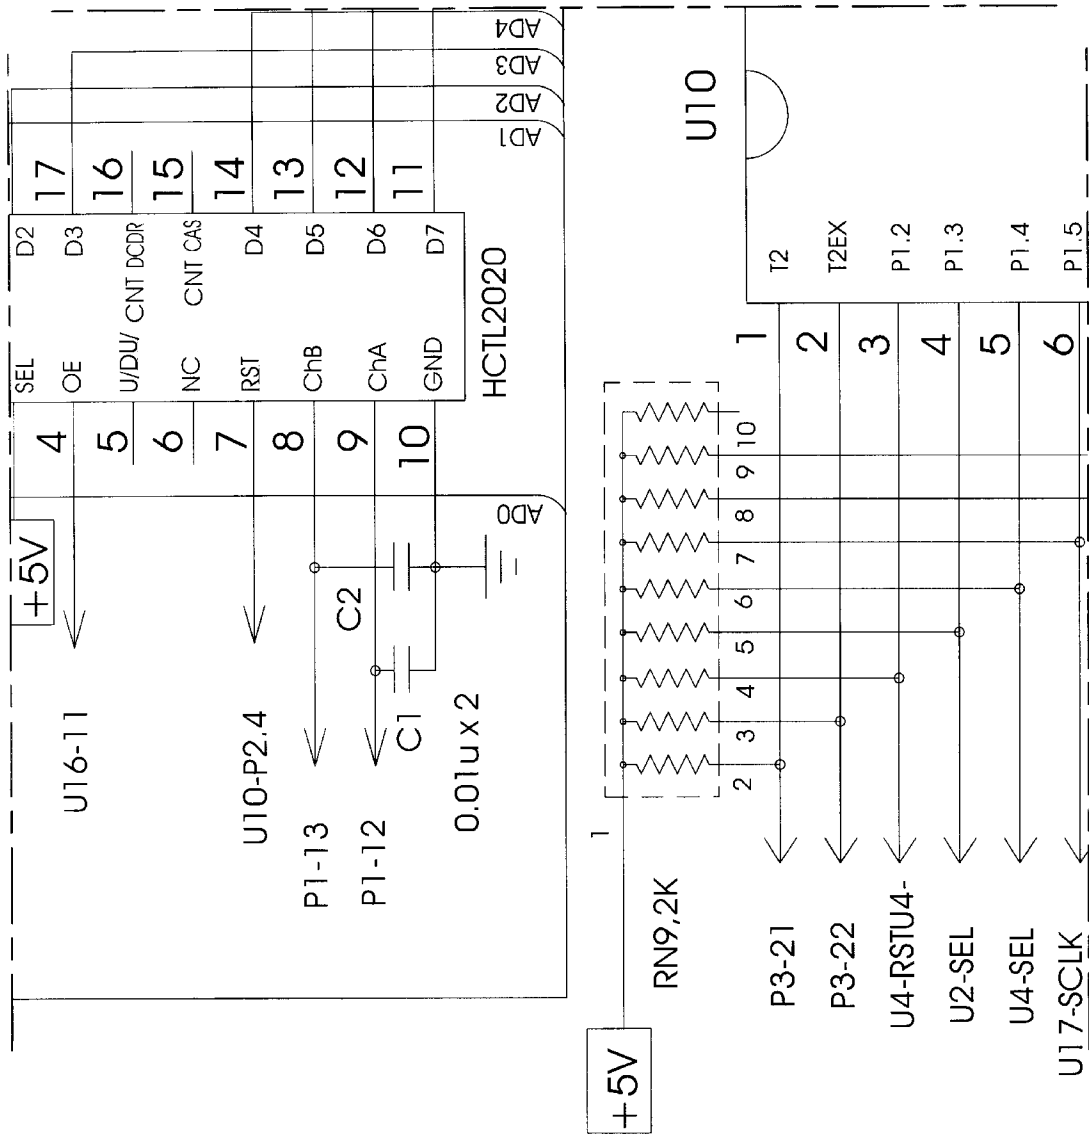 AD4
AD3
AD2
AD1
17
16
15
14
13
12
11
D2
D3
CNT DCDR
CNT CAS
D4
D5
D6
D7
SEL
OE
U/DU/
NC
RST
ChB
ChA
GND
HCTL2020
4
5
6
7
8
9
10
AD0
+5V
C2
C1
0.01u x 2
U16-11
U10-P2.4
P1-13
P1-12
U10
T2
T2EX
P1.2
P1.3
P1.4
P1.5
1
2
3
4
5
6
10
9
8
7
6
5
4
3
2
1
RN9,2K
+5V
P3-21
P3-22
U4-RSTU4-
U2-SEL
U4-SEL
U17-SCLK